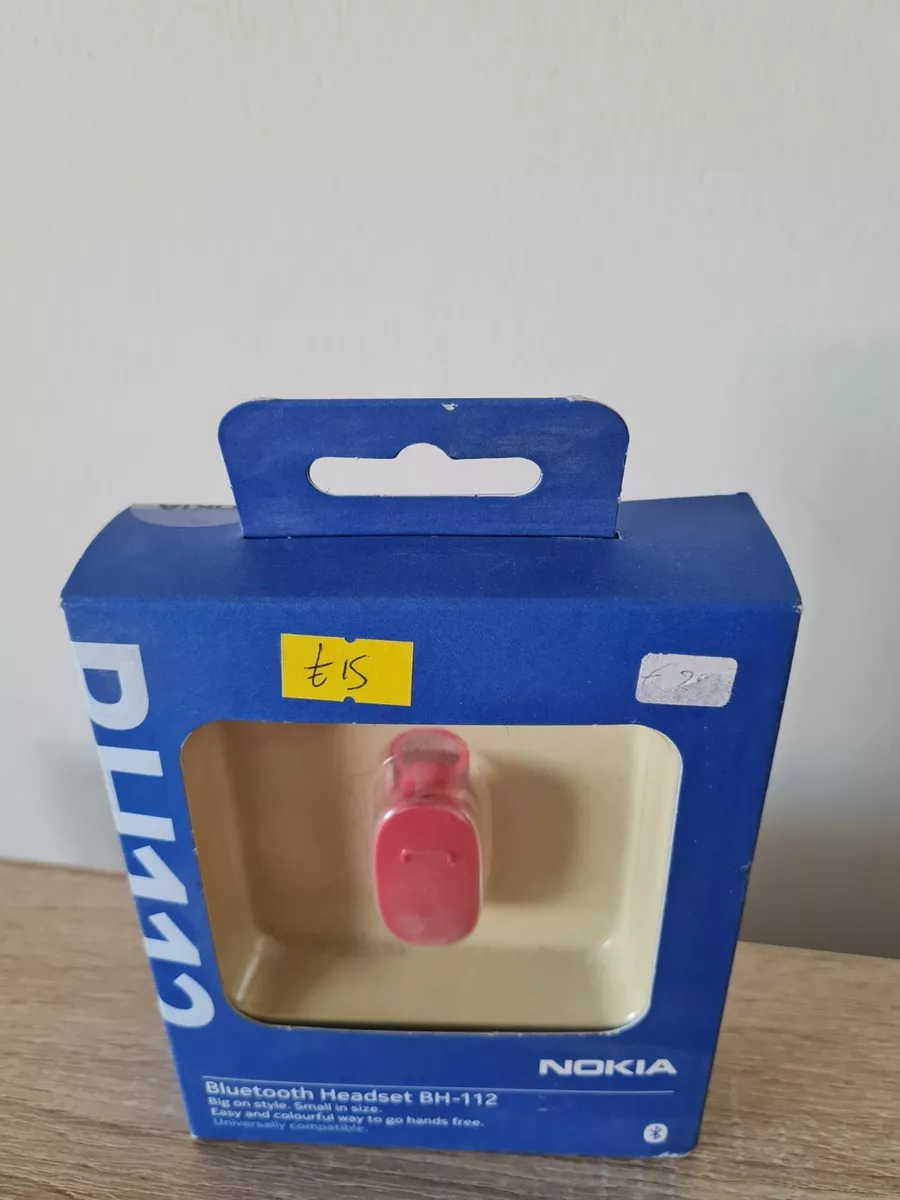 £15
NOKIA
Bluetooth Headset BH-112
Big on style. Small in size.
Easy and colourful way to go hands free.
Universally compatible.